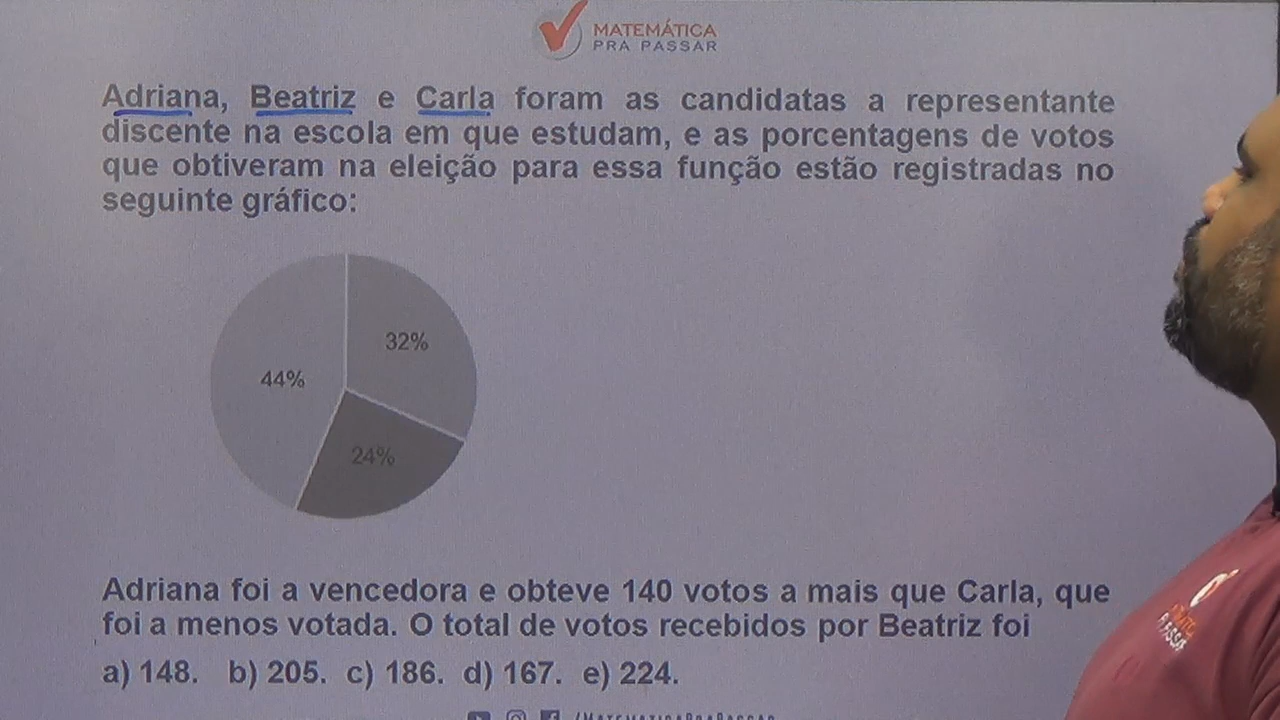 MATEMÁTICA
PRA PASSAR
Adriana, Beatriz e Carla foram as candidatas a representante
discente na escola em que estudam, e as porcentagens de votos
que obtiveram na eleição para essa função estão registradas no
seguinte gráfico:
32%
44%
24%
Adriana foi a vencedora e obteve 140 votos a mais que Carla, que
foi a menos votada. O total de votos recebidos por Beatriz foi
a) 148. b) 205. c) 186. d) 167. e) 224.
/MATEMATICAPRAPASSAR